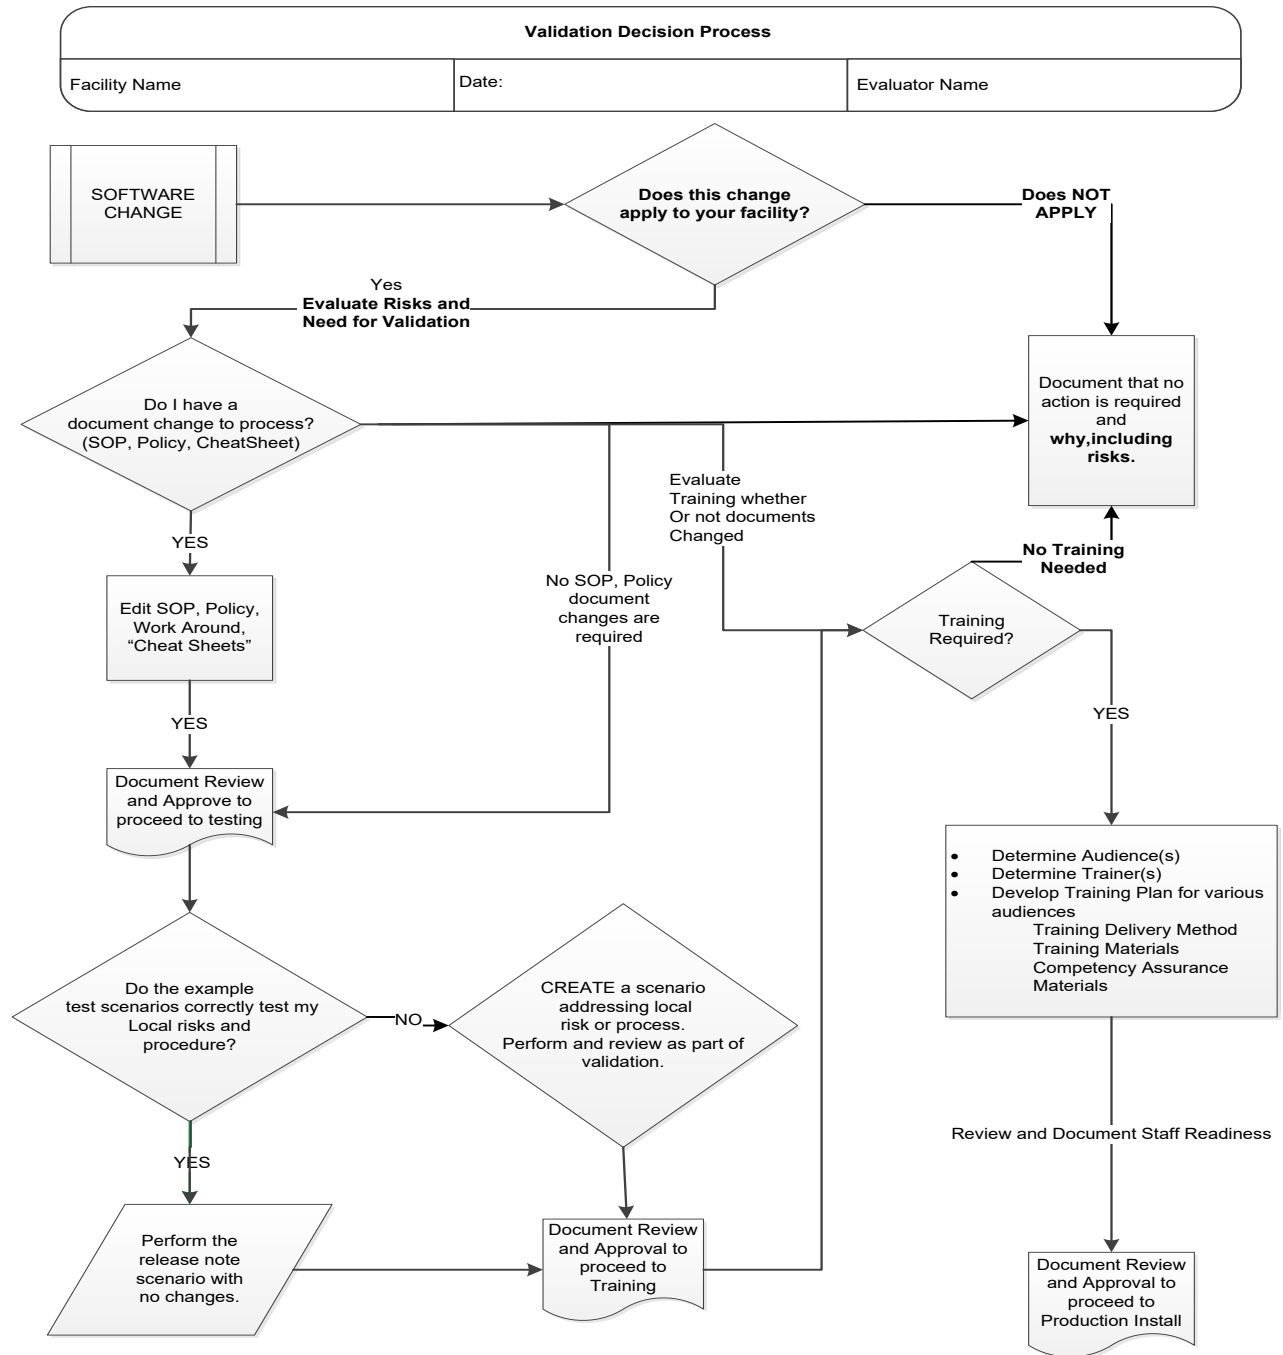 Validation Decision Process
Facility Name
Date:
Evaluator Name
SOFTWARE
CHANGE
Does this change
apply to your facility?
Does NOT
APPLY
Yes
Evaluate Risks and
Need for Validation
Do I have a
document change to process?
(SOP, Policy, CheatSheet)
Document that no
action is required
and
why,including
risks.
Evaluate
Training whether
Or not documents
Changed
YES
No Training
Needed
No SOP, Policy
document
changes are
required
Edit SOP, Policy,
Work Around,
“Cheat Sheets”
Training
Required?
YES
YES
Document Review
and Approve to
proceed to testing
• Determine Audience(s)
• Determine Trainer(s)
• Develop Training Plan for various
audiences
Training Delivery Method
Training Materials
Competency Assurance
Materials
Do the example
test scenarios correctly test my
Local risks and
procedure?
NO
CREATE a scenario
addressing local
risk or process.
Perform and review as part of
validation.
Review and Document Staff Readiness
YES
Perform the
release note
scenario with
no changes.
Document Review
and Approval to
proceed to
Training
Document Review
and Approval to
proceed to
Production Install